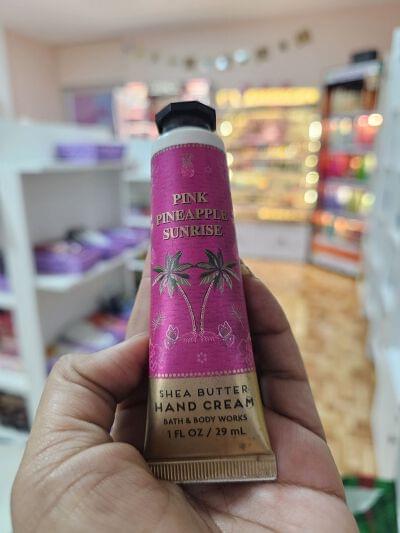 PINK
PINEAPPLE
SUNRISE
SHEA BUTTER
HAND CREAM
BATH & BODY WORKS
1 FL OZ / 29 mL